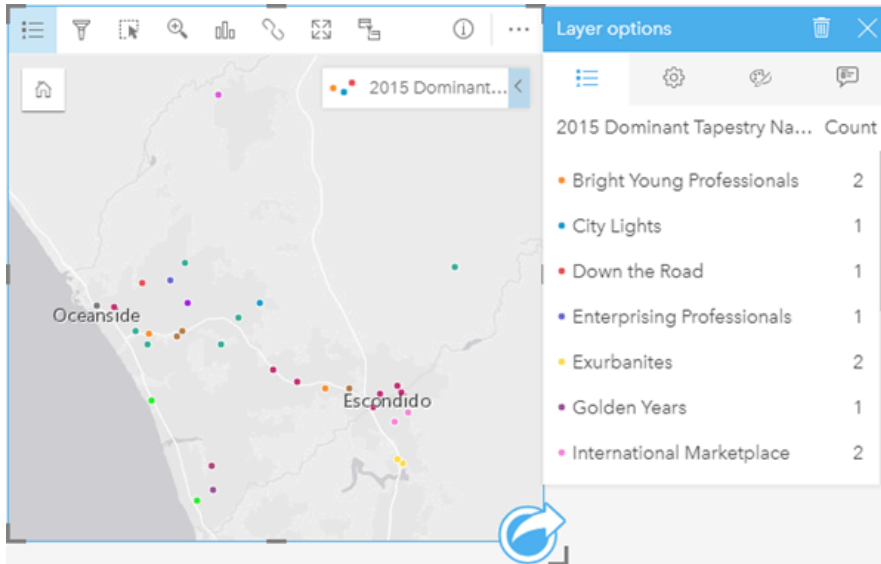 Layer options
2015 Dominant...
Oceanside
Escondido
2015 Dominant Tapestry Na... Count
Bright Young Professionals 2
City Lights 1
Down the Road 1
Enterprising Professionals 1
Exurbanites 2
Golden Years 1
International Marketplace 2